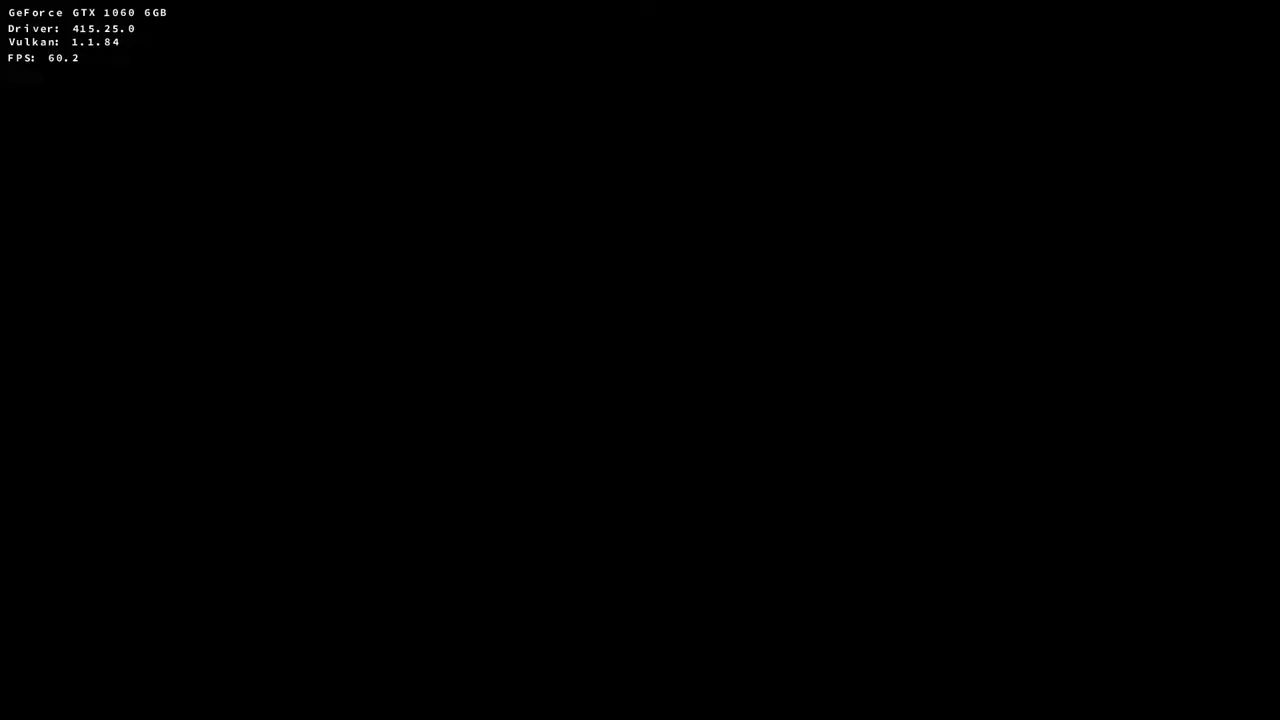 GeForce GTX 1060 6GB
Driver: 415.25.0
Vulkan: 1.1.84
FPS: 60.2